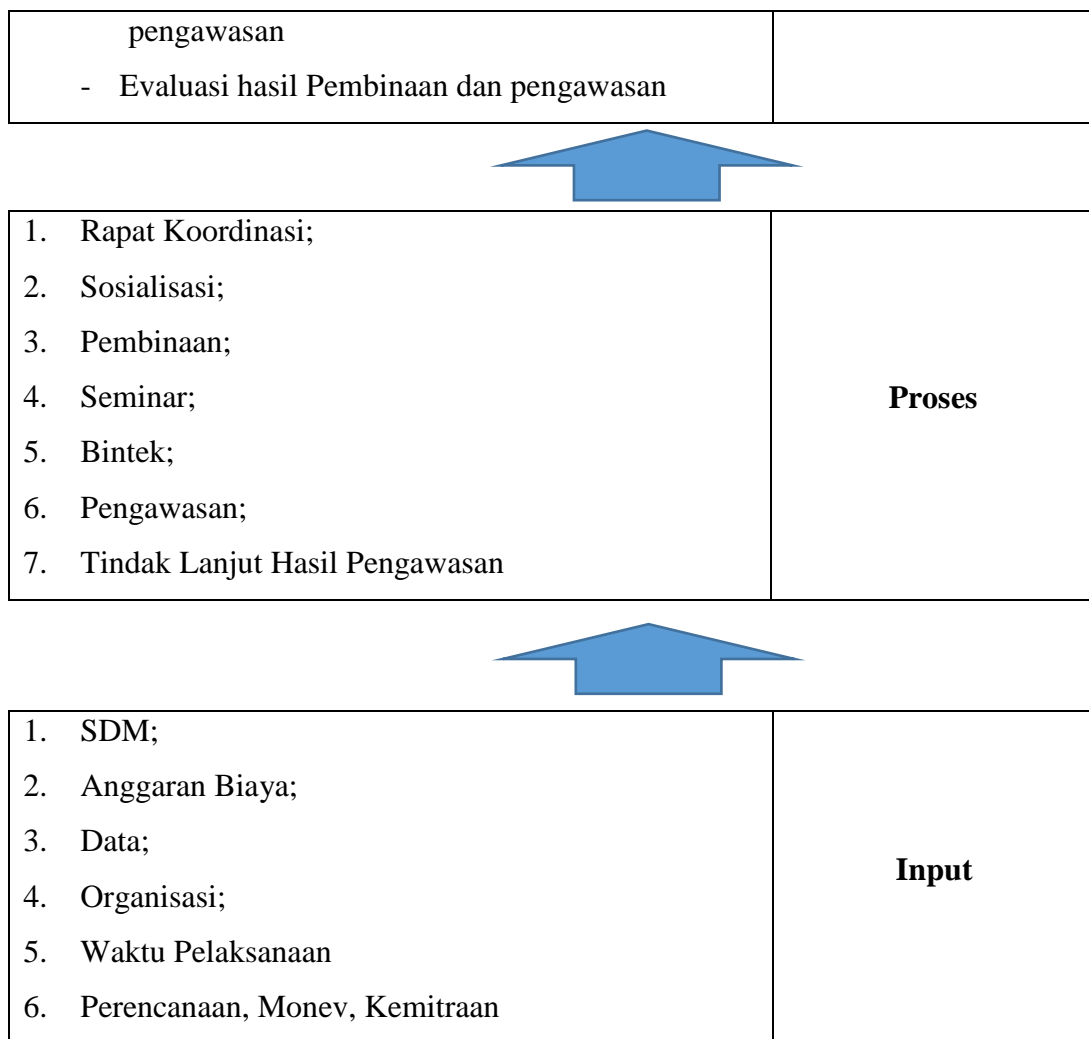 pengawasan
- Evaluasi hasil Pembinaan dan pengawasan
1. Rapat Koordinasi;
2. Sosialisasi;
3. Pembinaan;
4. Seminar;
5. Bintek;
6. Pengawasan;
7. Tindak Lanjut Hasil Pengawasan
Proses
1. SDM;
2. Anggaran Biaya;
3. Data;
4. Organisasi;
5. Waktu Pelaksanaan
6. Perencanaan, Monev, Kemitraan
Input